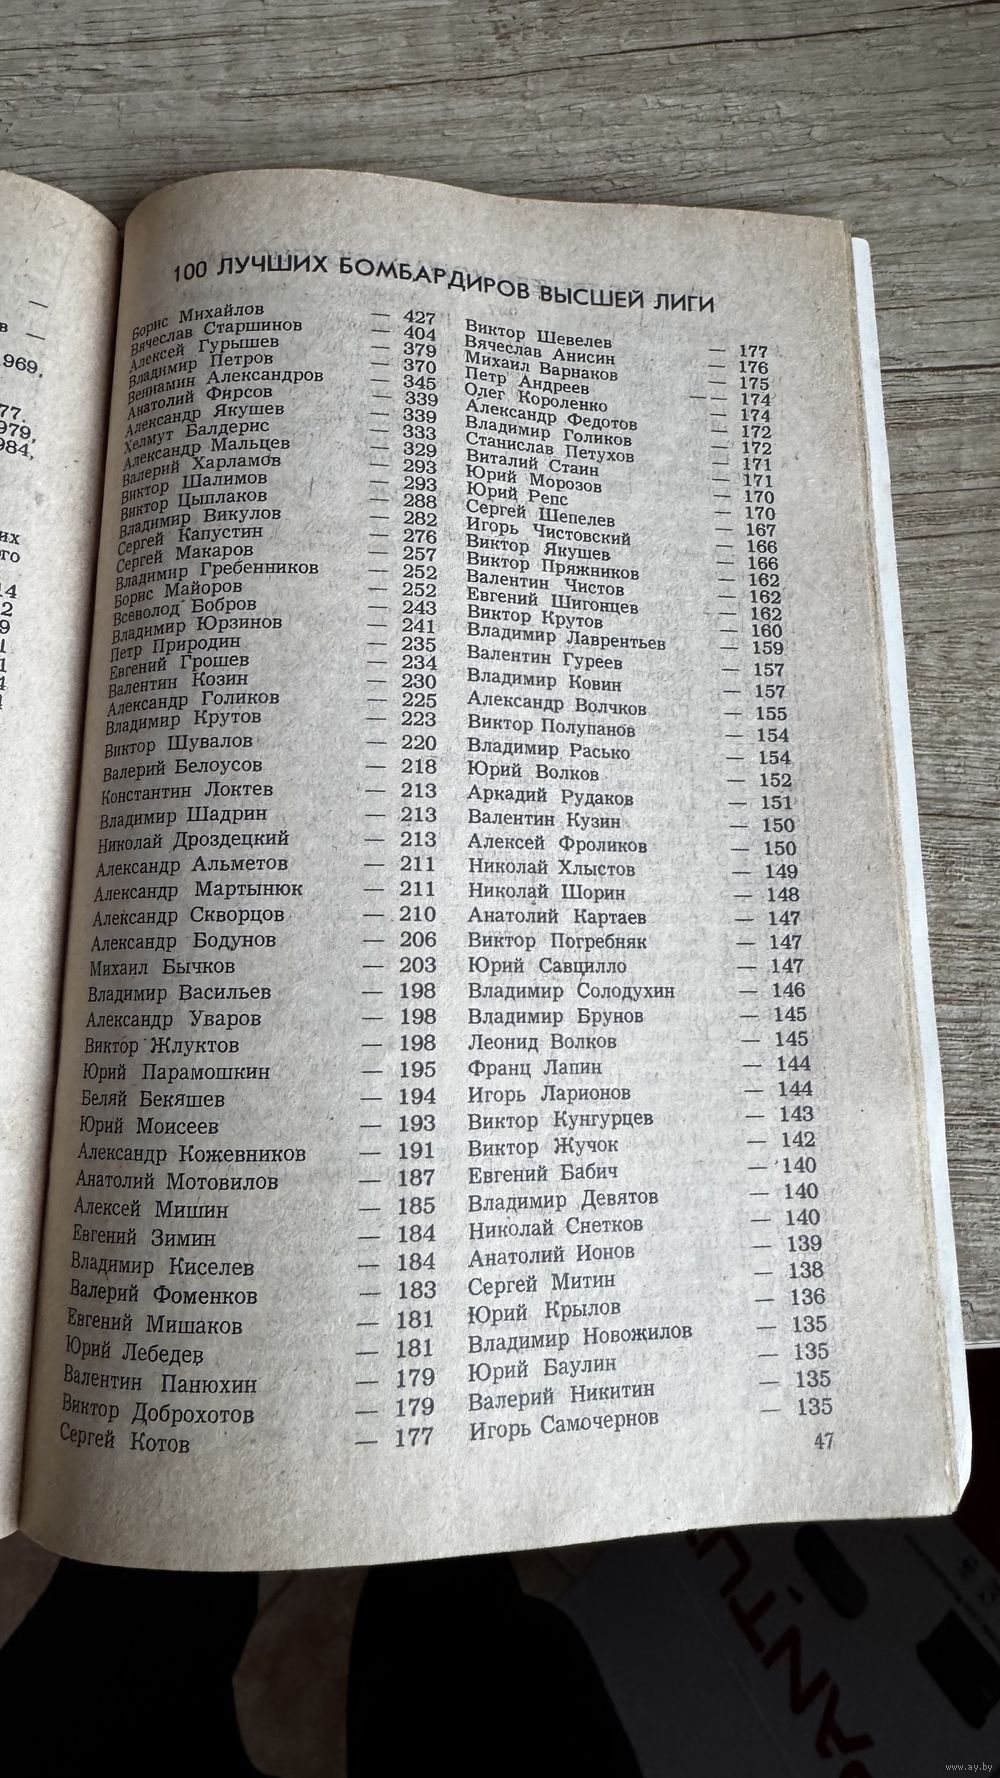 100 ЛУЧШИХ БОМБАРДИРОВ ВЫСШЕЙ ЛИГИ
Борис Михайлов — 427
Вячеслав Старшинов — 404
Алексей Гурышев — 379
Владимир Петров — 370
Вениамин Александров — 345
Анатолий Фирсов — 339
Александр Якушев — 339
Хелмут Балдерис — 333
Александр Мальцев — 329
Валерий Харламов — 293
Виктор Шалимов — 293
Виктор Цыплаков — 288
Владимир Викулов — 282
Сергей Капустин — 276
Сергей Макаров — 257
Владимир Гребенников — 252
Борис Майоров — 252
Всеволод Бобров — 243
Владимир Юрзинов — 241
Петр Природин — 235
Евгений Грошев — 234
Валентин Козин — 230
Александр Голиков — 225
Владимир Крутов — 223
Виктор Шувалов — 220
Валерий Белоусов — 218
Константин Локтев — 213
Владимир Шадрин — 213
Николай Дроздецкий — 213
Александр Альметов — 211
Александр Мартынюк — 211
Александр Скворцов — 210
Александр Бодунов — 206
Михаил Бычков — 203
Владимир Васильев — 198
Александр Уваров — 198
Виктор Жлуктов — 198
Юрий Парамошкин — 195
Беляй Бекяшев — 194
Юрий Моисеев — 193
Александр Кожевников — 191
Анатолий Мотовилов — 187
Алексей Мишин — 185
Евгений Зимин — 184
Владимир Киселев — 184
Валерий Фоменков — 183
Евгений Мишаков — 181
Юрий Лебедев — 181
Валентин Панюхин — 179
Виктор Доброхотов — 179
Сергей Котов — 177
Виктор Шевелев — 177
Вячеслав Анисин — 176
Михаил Варнаков — 175
Петр Андреев — — 174
Олег Короленко — 174
Александр Федотов — 172
Владимир Голиков — 172
Станислав Петухов — 171
Виталий Стаин — 171
Юрий Морозов — 170
Юрий Репс — 170
Сергей Шепелев — 167
Игорь Чистовский — 166
Виктор Якушев — 166
Виктор Пряжников — 162
Валентин Чистов — 162
Евгений Шигонцев — 162
Виктор Крутов — 160
Владимир Лаврентьев — 159
Валентин Гуреев — 157
Владимир Ковин — 157
Александр Волчков — 155
Виктор Полупанов — 154
Владимир Расько — 154
Юрий Волков — 152
Аркадий Рудаков — 151
Валентин Кузин — 150
Алексей Фроликов — 150
Николай Хлыстов — 149
Николай Шорин — 148
Анатолий Картаев — 147
Виктор Погребняк — 147
Юрий Савцилло — 147
Владимир Солодухин — 146
Владимир Брунов — 145
Леонид Волков — 145
Франц Лапин — 144
Игорь Ларионов — 144
Виктор Кунгурцев — 143
Виктор Жучок — 142
Евгений Бабич — 140
Владимир Девятов — 140
Николай Снетков — 140
Анатолий Ионов — 139
Сергей Митин — 138
Юрий Крылов — 136
Владимир Новожилов — 135
Юрий Баулин — 135
Валерий Никитин — 135
Игорь Самочернов — 135
47
www.ay.by